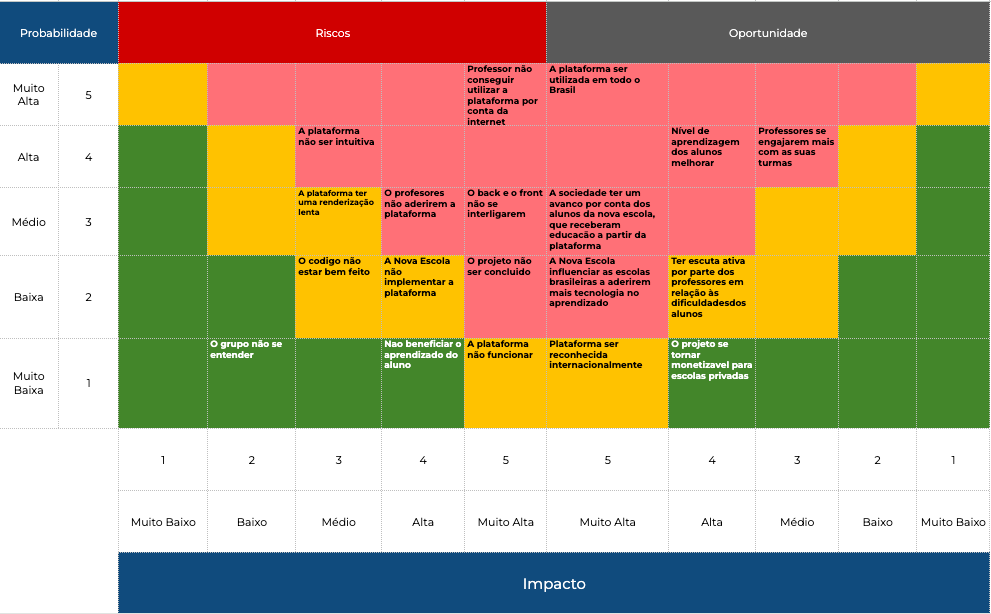 Probabilidade
Riscos
Oportunidade
Muito
Alta
5
Professor não
conseguir
utilizar a
plataforma por
conta da
internet
A plataforma ser
utilizada em todo o
Brasil
Alta
4
A plataforma
não ser intuitiva
Nível de
aprendizagem
dos alunos
melhorar
Professores se
engajarem mais
com as suas
turmas
Médio
3
A plataforma ter
uma renderização
lenta
O profesores
não aderirem a
plataforma
O back e o front
não se
interligarem
A sociedade ter um
avanco por conta dos
alunos da nova escola,
que receberam
educacão a partir da
plataforma
Baixa
2
O codigo não
estar bem feito
A Nova Escola
não
implementar a
plataforma
O projeto não
ser concluido
A Nova Escola
influenciar as escolas
brasileiras a aderirem
mais tecnologia no
aprendizado
Ter escuta ativa
por parte dos
professores em
relação às
dificuldadesdos
alunos
Muito
Baixa
1
O grupo não se
entender
Nao beneficiar o
aprendizado do
aluno
A plataforma
não funcionar
Plataforma ser
reconhecida
internacionalmente
O projeto se
tornar
monetizavel para
escolas privadas
1 2 3 4 5 5 4 3 2 1
Muito Baixo Baixo Médio Alta Muito Alta Muito Alta Alta Médio Baixo Muito Baixo
Impacto